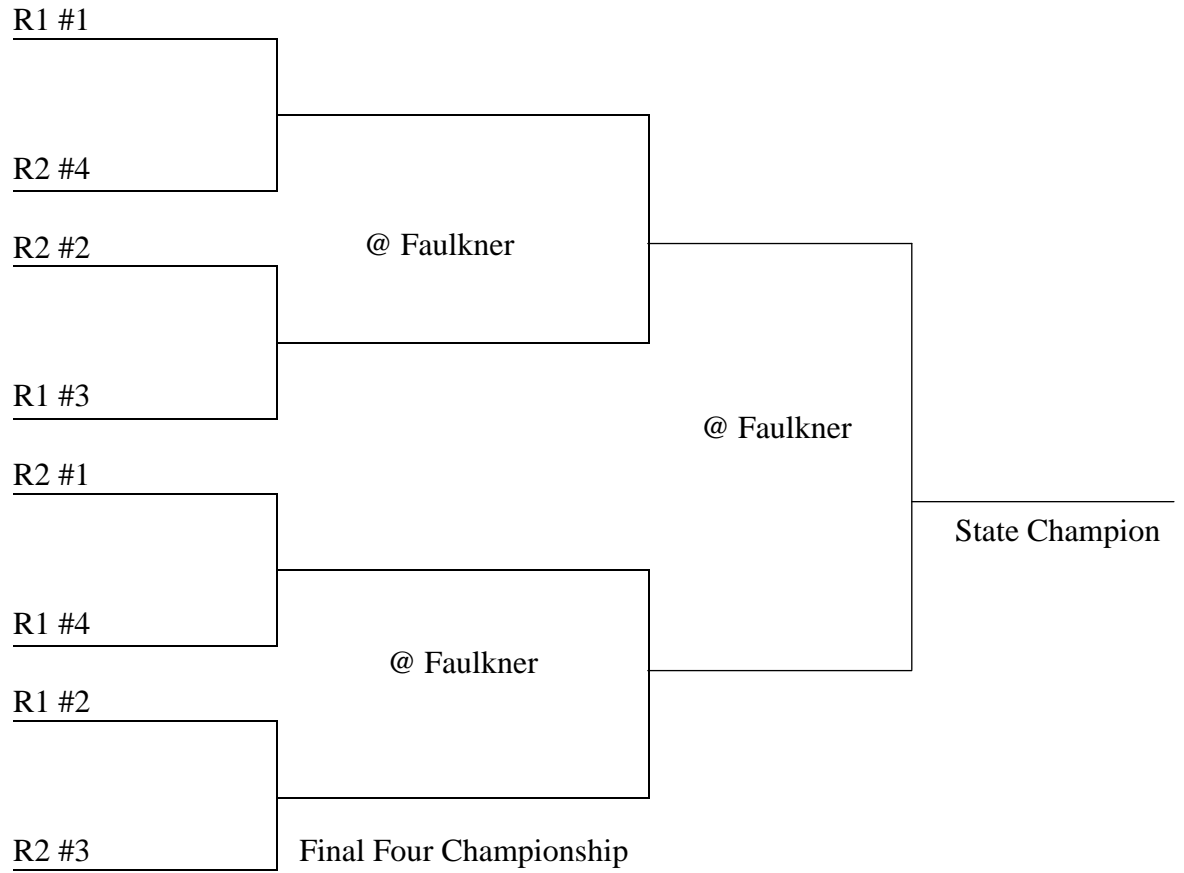 R1 #1
R2 #4
R2 #2
@ Faulkner
R1 #3
@ Faulkner
R2 #1
State Champion
R1 #4
@ Faulkner
R1 #2
R2 #3
Final Four Championship